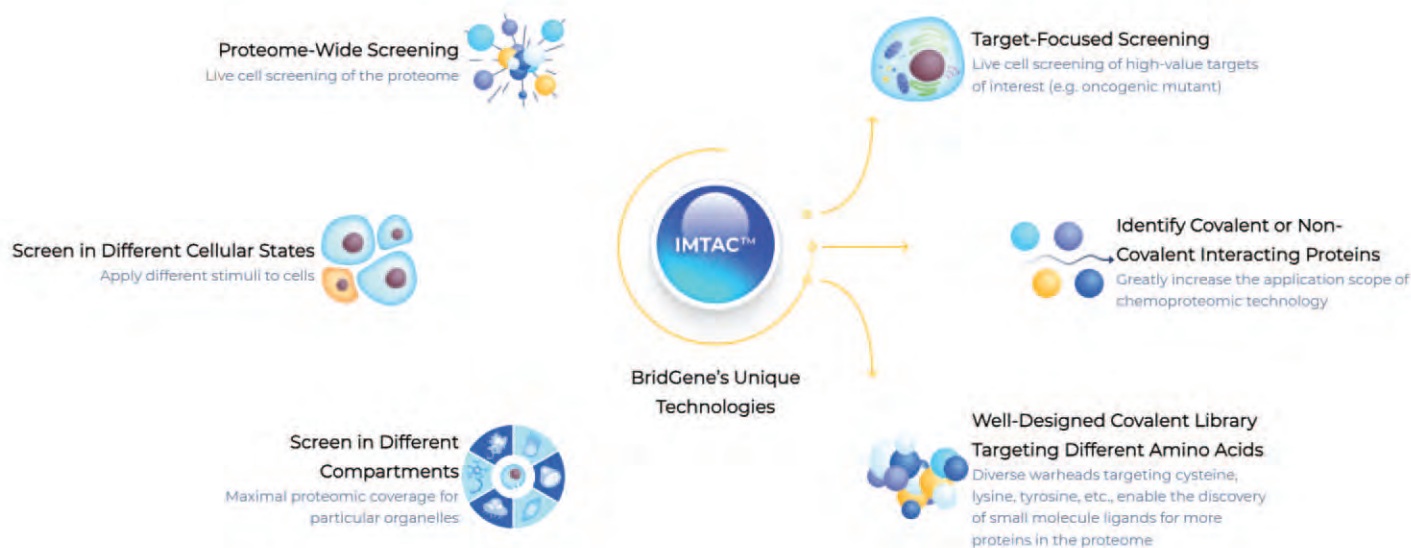 Proteome-Wide Screening
Live cell screening of the proteome
Screen in Different Cellular States
Apply different stimuli to cells
Screen in Different
Compartments
Maximal proteomic coverage for
particular organelles
IMTAC™
BridGene's Unique
Technologies
Target-Focused Screening
Live cell screening of high-value targets
of interest (e.g. oncogenic mutant)
Identify Covalent or Non-
Covalent Interacting Proteins
Greatly increase the application scope of
chemoproteomic technology
Well-Designed Covalent Library
Targeting Different Amino Acids
Diverse warheads targeting cysteine,
lysine, tyrosine, etc., enable the discovery
of small molecule ligands for more
proteins in the proteome